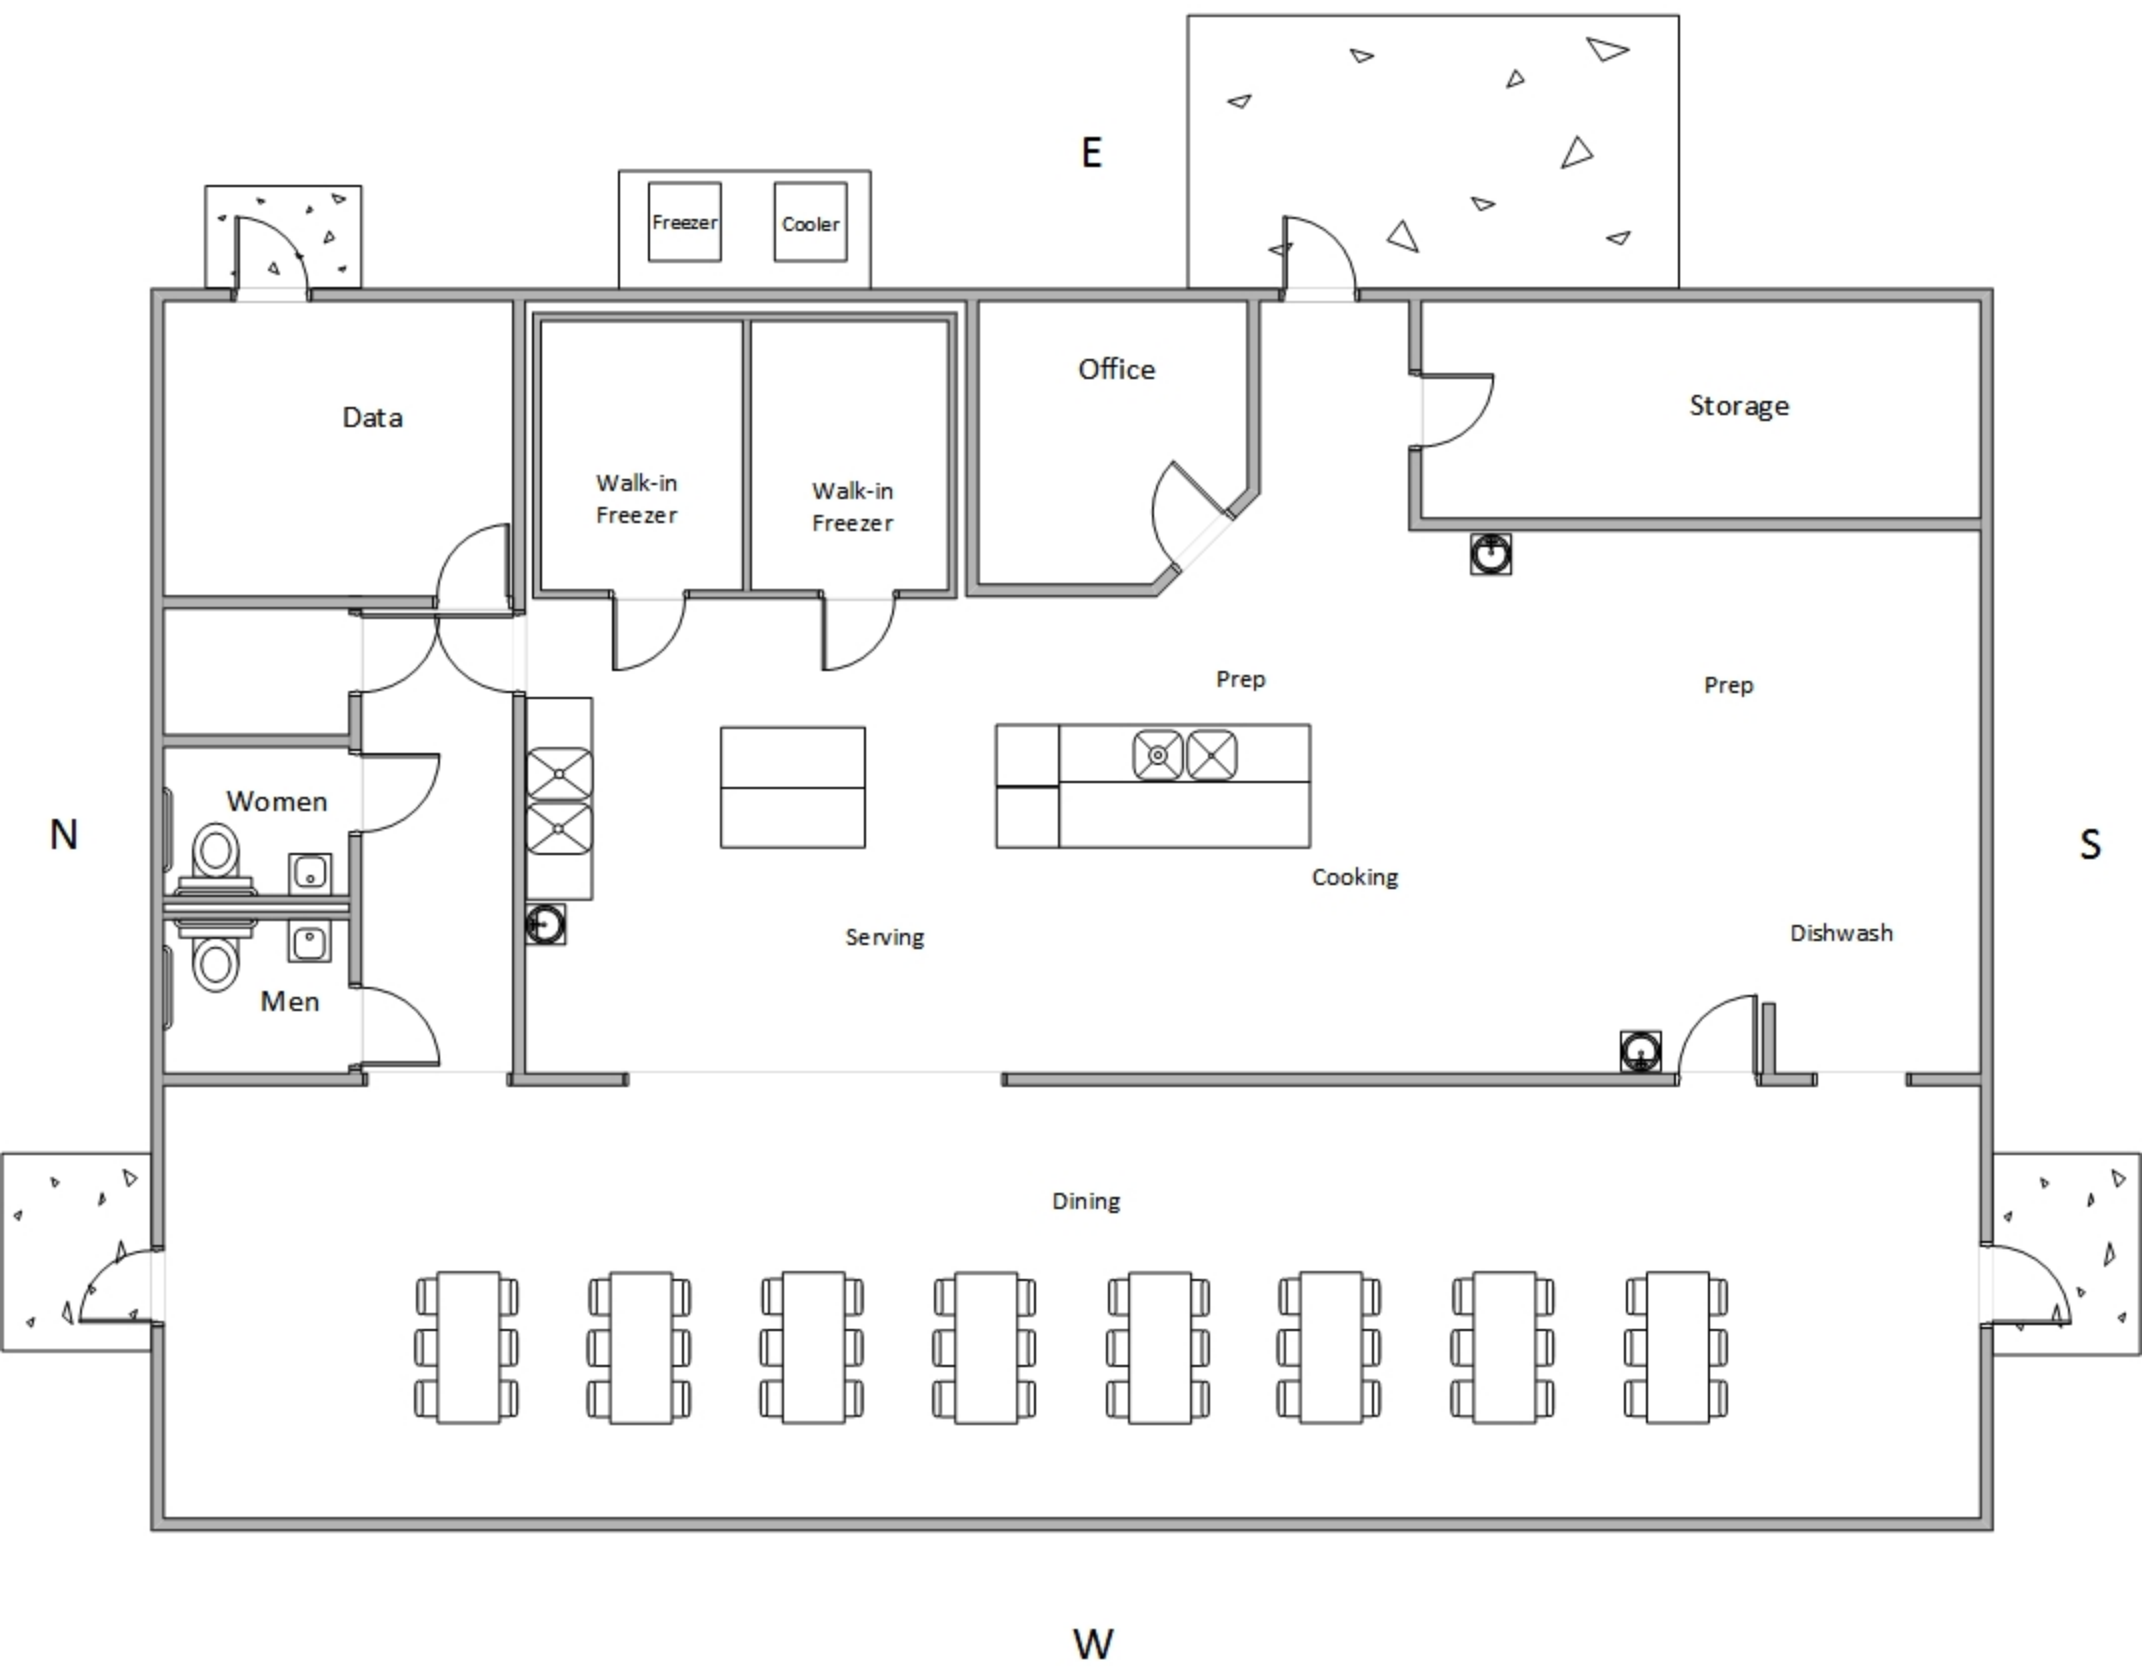 E
Freezer
Cooler
Office
Storage
Data
Walk-in
Freezer
Walk-in
Freezer
Prep
Prep
Women
N
S
Cooking
Serving
Dishwash
Men
Dining
W